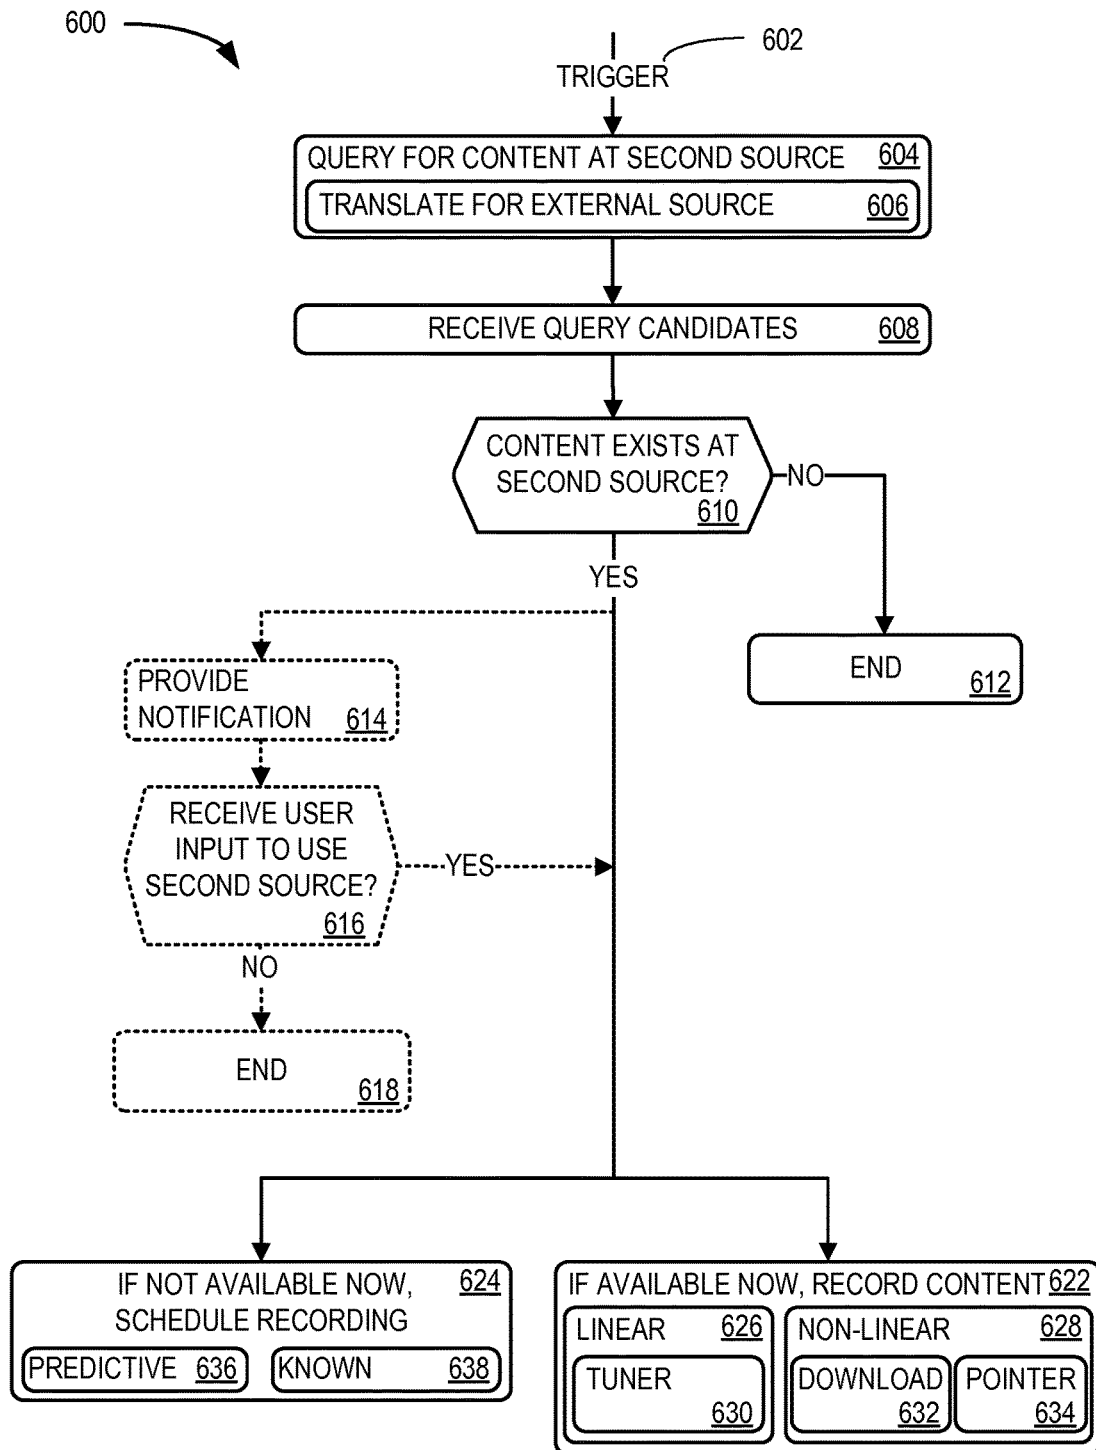 600
602
TRIGGER
QUERY FOR CONTENT AT SECOND SOURCE 604
TRANSLATE FOR EXTERNAL SOURCE 606
RECEIVE QUERY CANDIDATES 608
CONTENT EXISTS AT
SECOND SOURCE?
610
NO
YES
END
612
PROVIDE
NOTIFICATION 614
RECEIVE USER
INPUT TO USE
SECOND SOURCE?
616
YES
NO
END
618
IF NOT AVAILABLE NOW, 624
SCHEDULE RECORDING
PREDICTIVE 636
KNOWN 638
IF AVAILABLE NOW, RECORD CONTENT 622
LINEAR 626
TUNER
630
NON-LINEAR 628
DOWNLOAD
632
POINTER
634